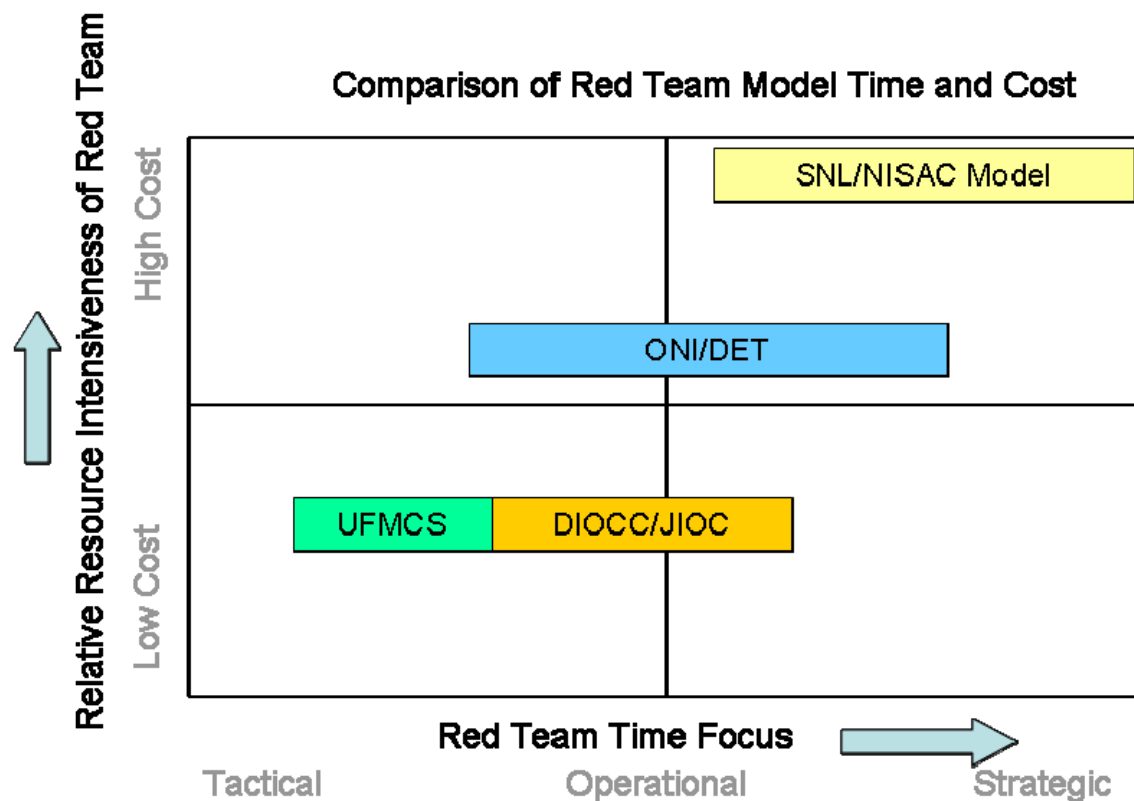 Comparison of Red Team Model Time and Cost
Relative Resource Intensiveness of Red Team
High Cost
Low Cost
SNL/NISAC Model
ONI/DET
UFMCS
DIOCC/JIOC
Red Team Time Focus
Tactical
Operational
Strategic